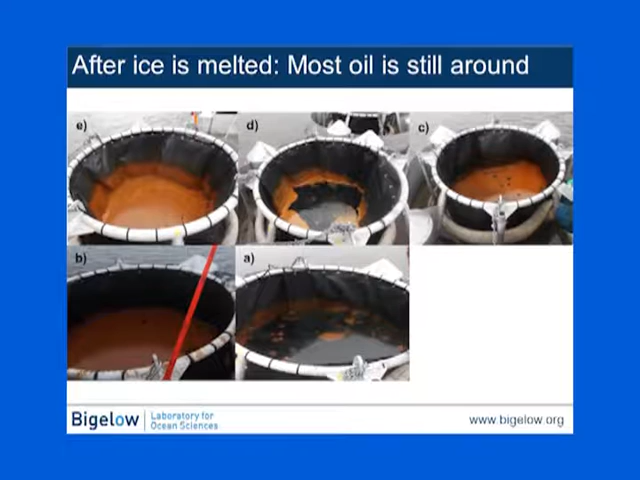 After ice is melted: Most oil is still around
e)
d)
c)
b)
a)
Bigelow
Laboratory for
Ocean Sciences
www.bigelow.org